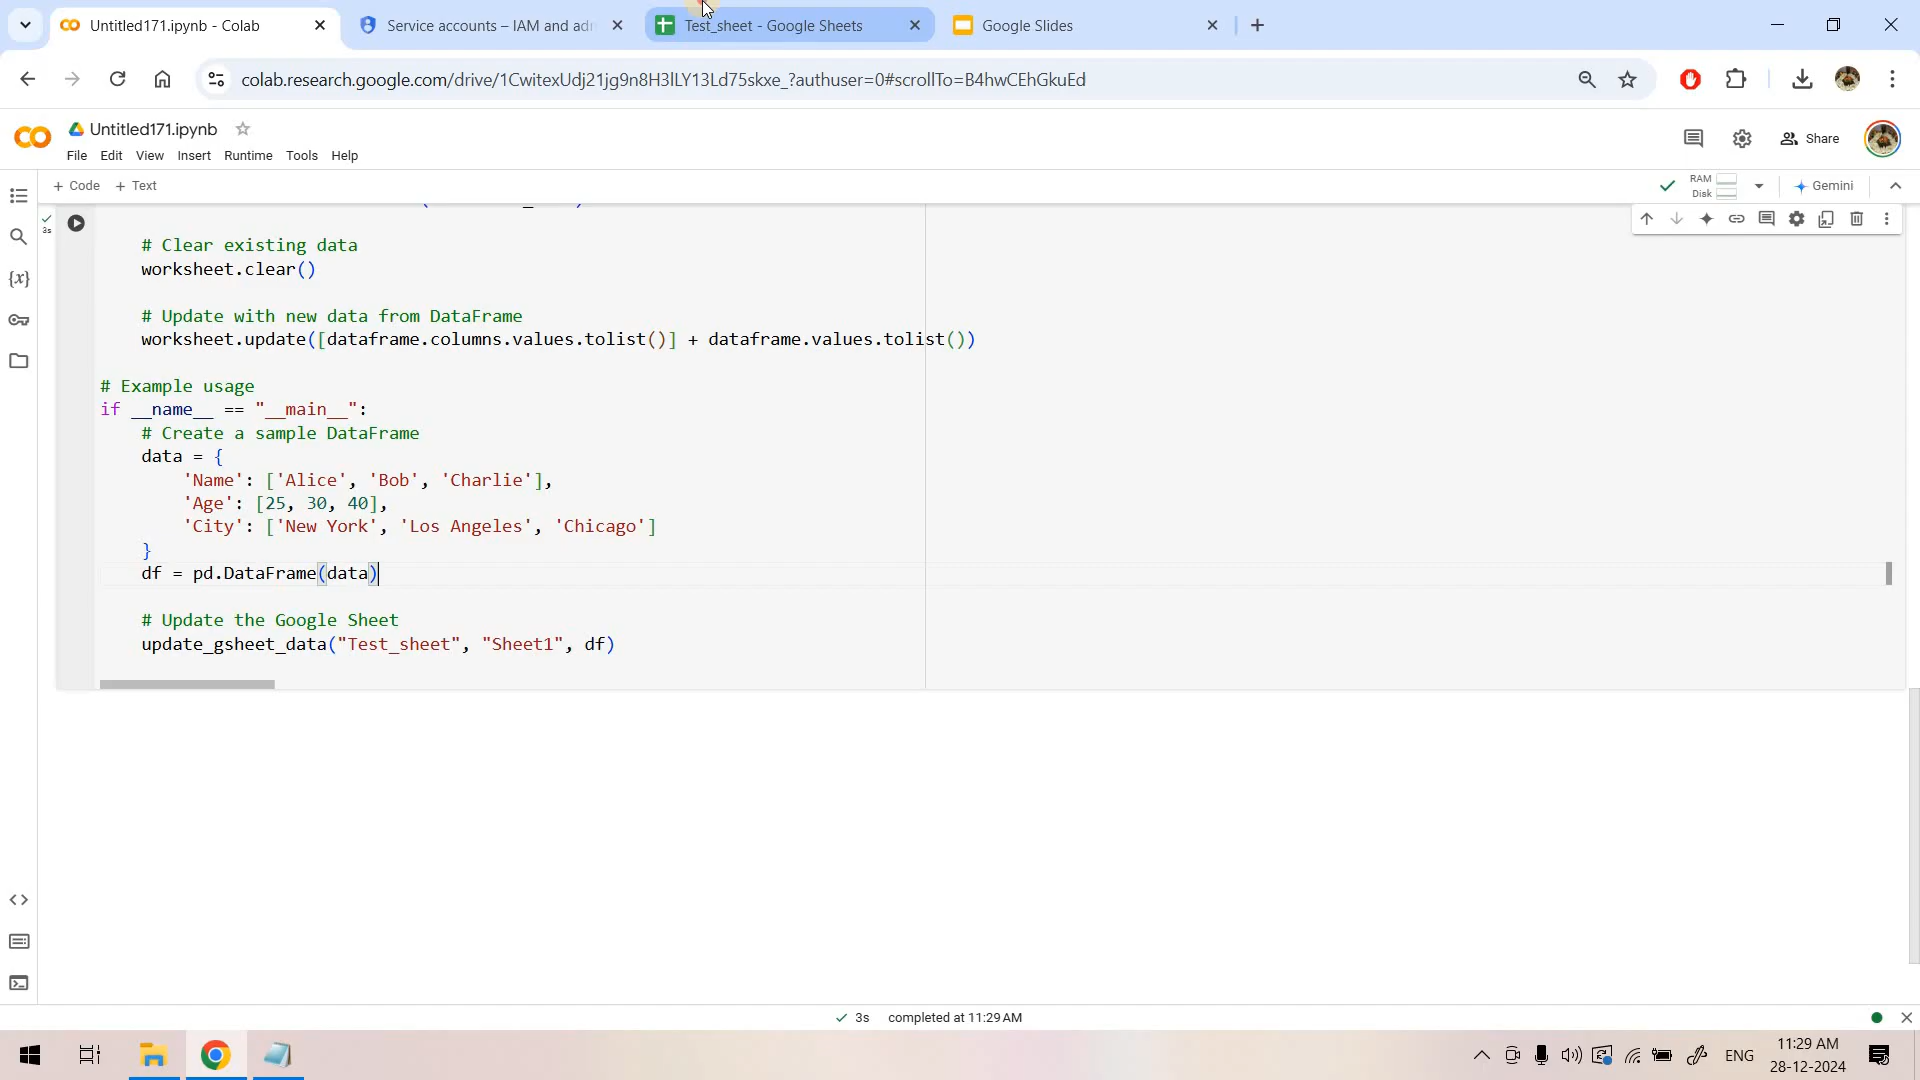 Untitled171.ipynb - Colab
Service accounts – IAM and adm
Test_sheet - Google Sheets
Google Slides
colab.research.google.com/drive/1CwitexUdj21jg9n8H3lLY13Ld75skxe_?authuser=0#scrollTo=B4hwCEhGkuEd
Untitled171.ipynb
File Edit View Insert Runtime Tools Help
Share
+ Code + Text
RAM
Disk
Gemini
3s
# Clear existing data
worksheet.clear()
# Update with new data from DataFrame
worksheet.update([dataframe.columns.values.tolist()] + dataframe.values.tolist())
# Example usage
if __name__ == "__main__":
# Create a sample DataFrame
data = {
'Name': ['Alice', 'Bob', 'Charlie'],
'Age': [25, 30, 40],
'City': ['New York', 'Los Angeles', 'Chicago']
}
df = pd.DataFrame(data)
# Update the Google Sheet
update_gsheet_data("Test_sheet", "Sheet1", df)
3s completed at 11:29 AM
ENG
11:29 AM
28-12-2024